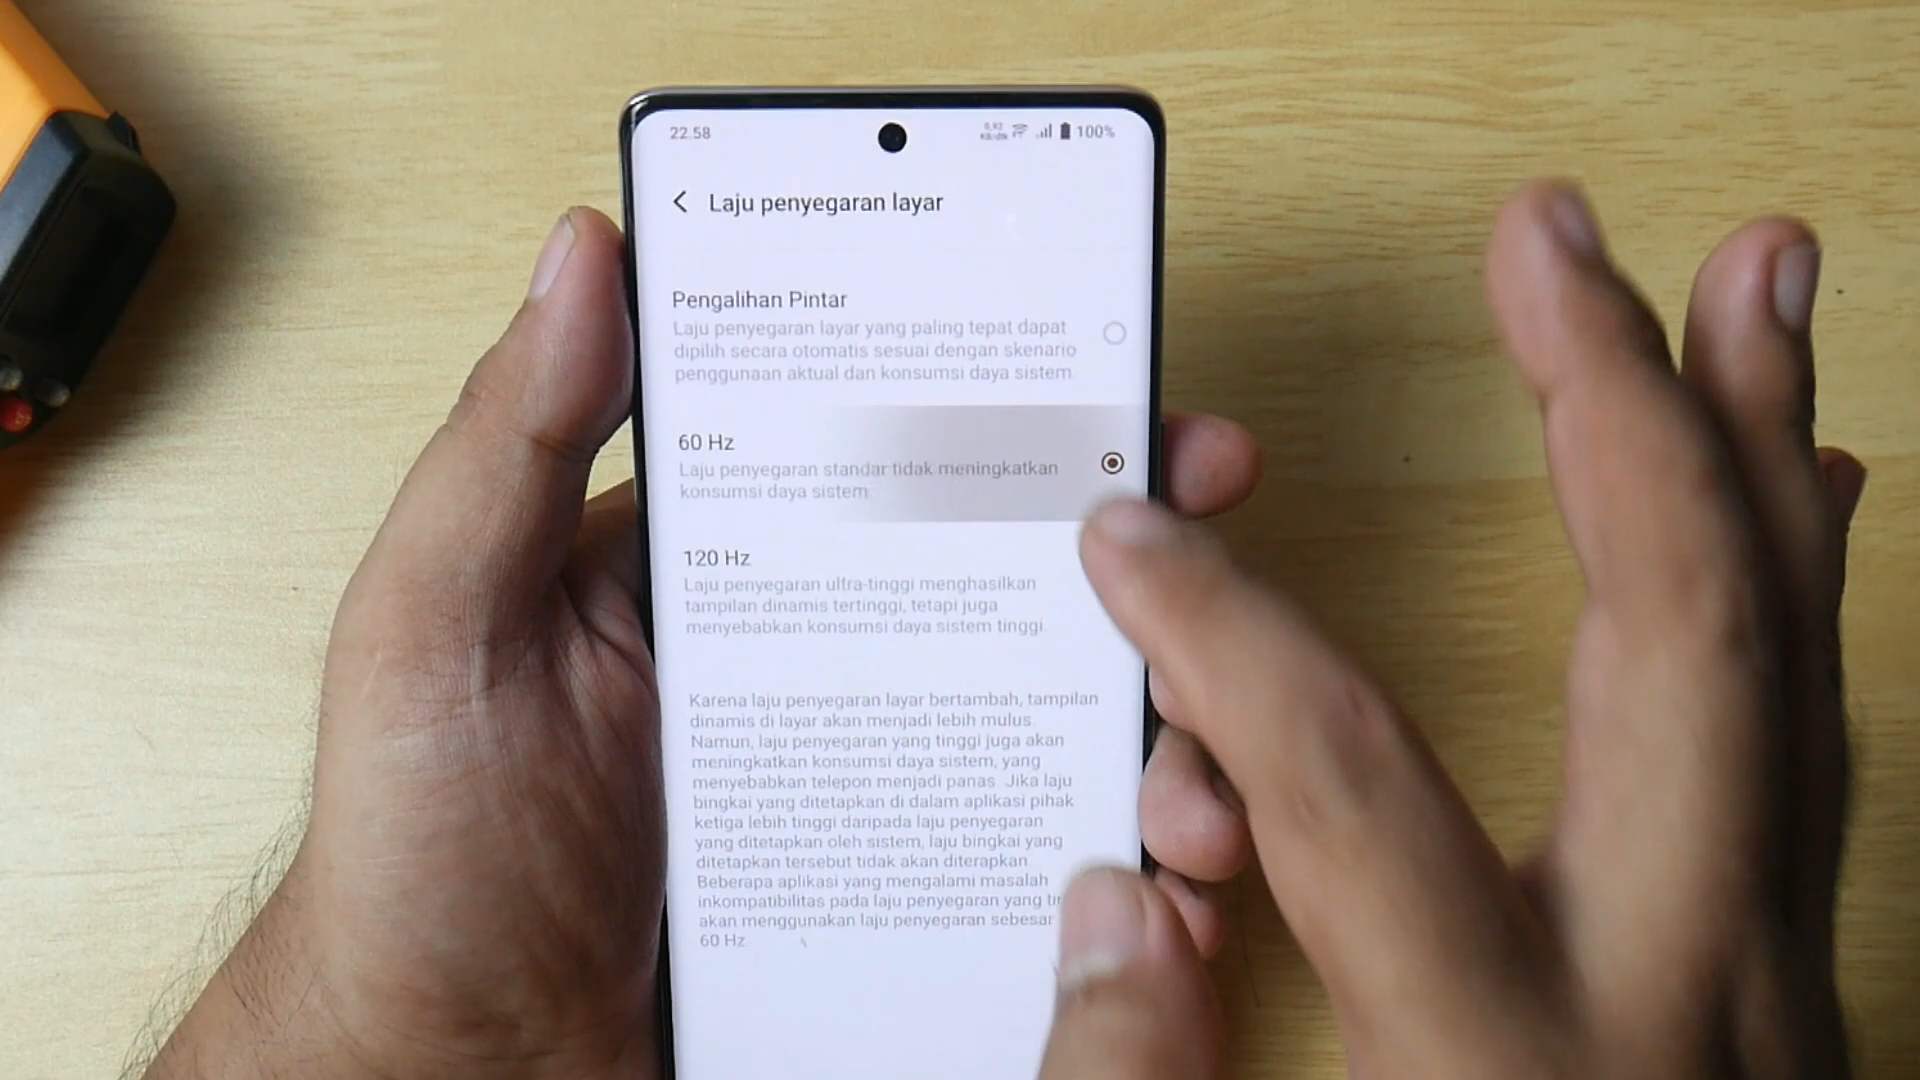 22.58
0,92
KB/dtk
100%
Laju penyegaran layar
Pengalihan Pintar
Laju penyegaran layar yang paling tepat dapat
dipilih secara otomatis sesuai dengan skenario
penggunaan aktual dan konsumsi daya sistem.
60 Hz
Laju penyegaran standar tidak meningkatkan
konsumsi daya sistem
120 Hz
Laju penyegaran ultra-tinggi menghasilkan
tampilan dinamis tertinggi, tetapi juga
menyebabkan konsumsi daya sistem tinggi.
Karena laju penyegaran layar bertambah, tampilan
dinamis di layar akan menjadi lebih mulus.
Namun, laju penyegaran yang tinggi juga akan
meningkatkan konsumsi daya sistem, yang
menyebabkan telepon menjadi panas. Jika laju
bingkai yang ditetapkan di dalam aplikasi pihak
ketiga lebih tinggi daripada laju penyegaran
yang ditetapkan oleh sistem, laju bingkai yang
ditetapkan tersebut tidak akan diterapkan.
Beberapa aplikasi yang mengalami masalah
inkompatibilitas pada laju penyegaran yang
akan menggunakan laju penyegaran sebesar
60 Hz